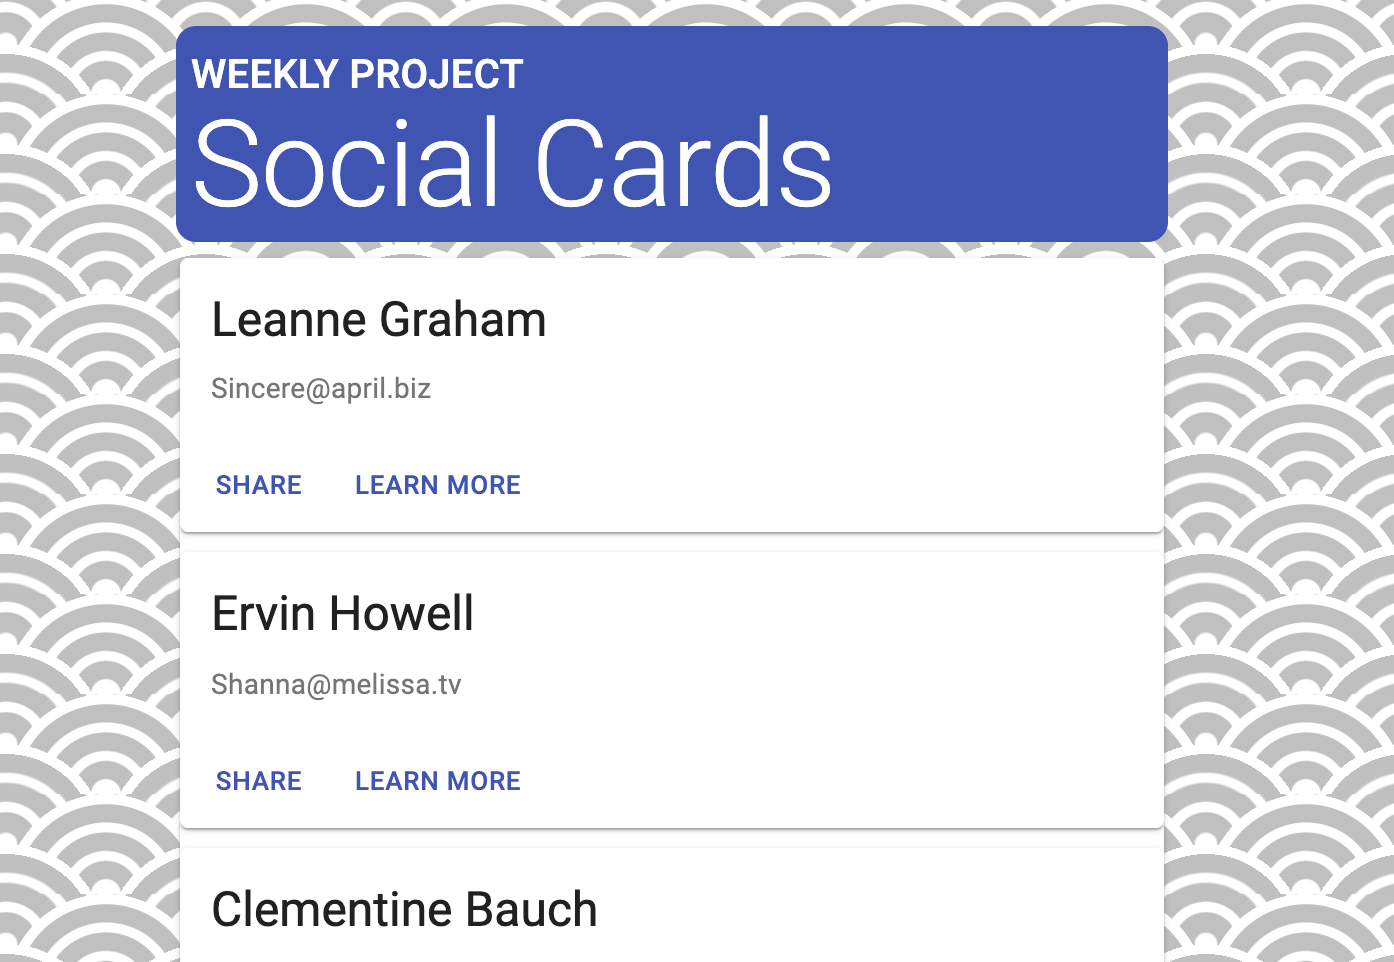 WEEKLY PROJECT
Social Cards
Leanne Graham
Sincere@april.biz
SHARE LEARN MORE
Ervin Howell
Shanna@melissa.tv
SHARE LEARN MORE
Clementine Bauch